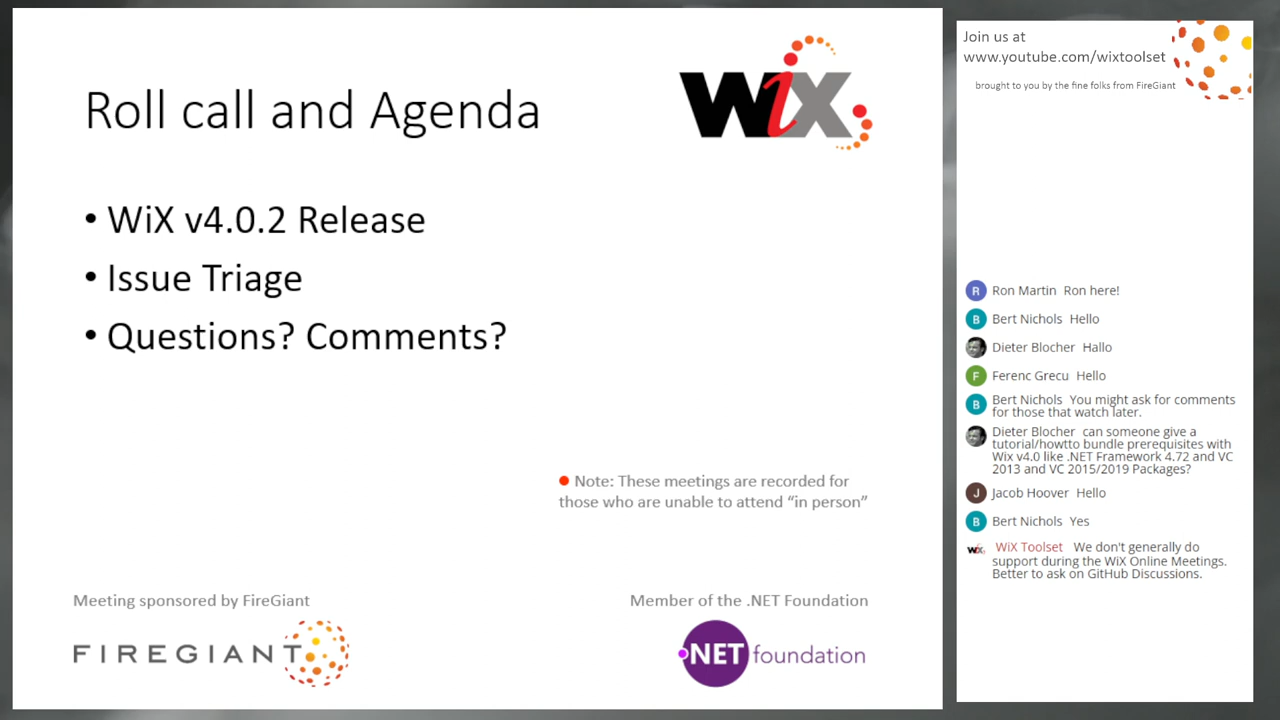 WiX
Roll call and Agenda
• WiX v4.0.2 Release
• Issue Triage
• Questions? Comments?
Note: These meetings are recorded for
those who are unable to attend “in person”
Meeting sponsored by FireGiant
FIREGIANT
Member of the .NET Foundation
.NET foundation
Join us at
www.youtube.com/wixtoolset
brought to you by the fine folks from FireGiant
R Ron Martin Ron here!
B Bert Nichols Hello
Dieter Blocher Hallo
F Ferenc Grecu Hello
B Bert Nichols You might ask for comments
for those that watch later.
Dieter Blocher can someone give a
tutorial/howtto bundle prerequisites with
Wix v4.0 like .NET Framework 4.72 and VC
2013 and VC 2015/2019 Packages?
J Jacob Hoover Hello
B Bert Nichols Yes
WiX WiX Toolset We don't generally do
support during the WiX Online Meetings.
Better to ask on GitHub Discussions.